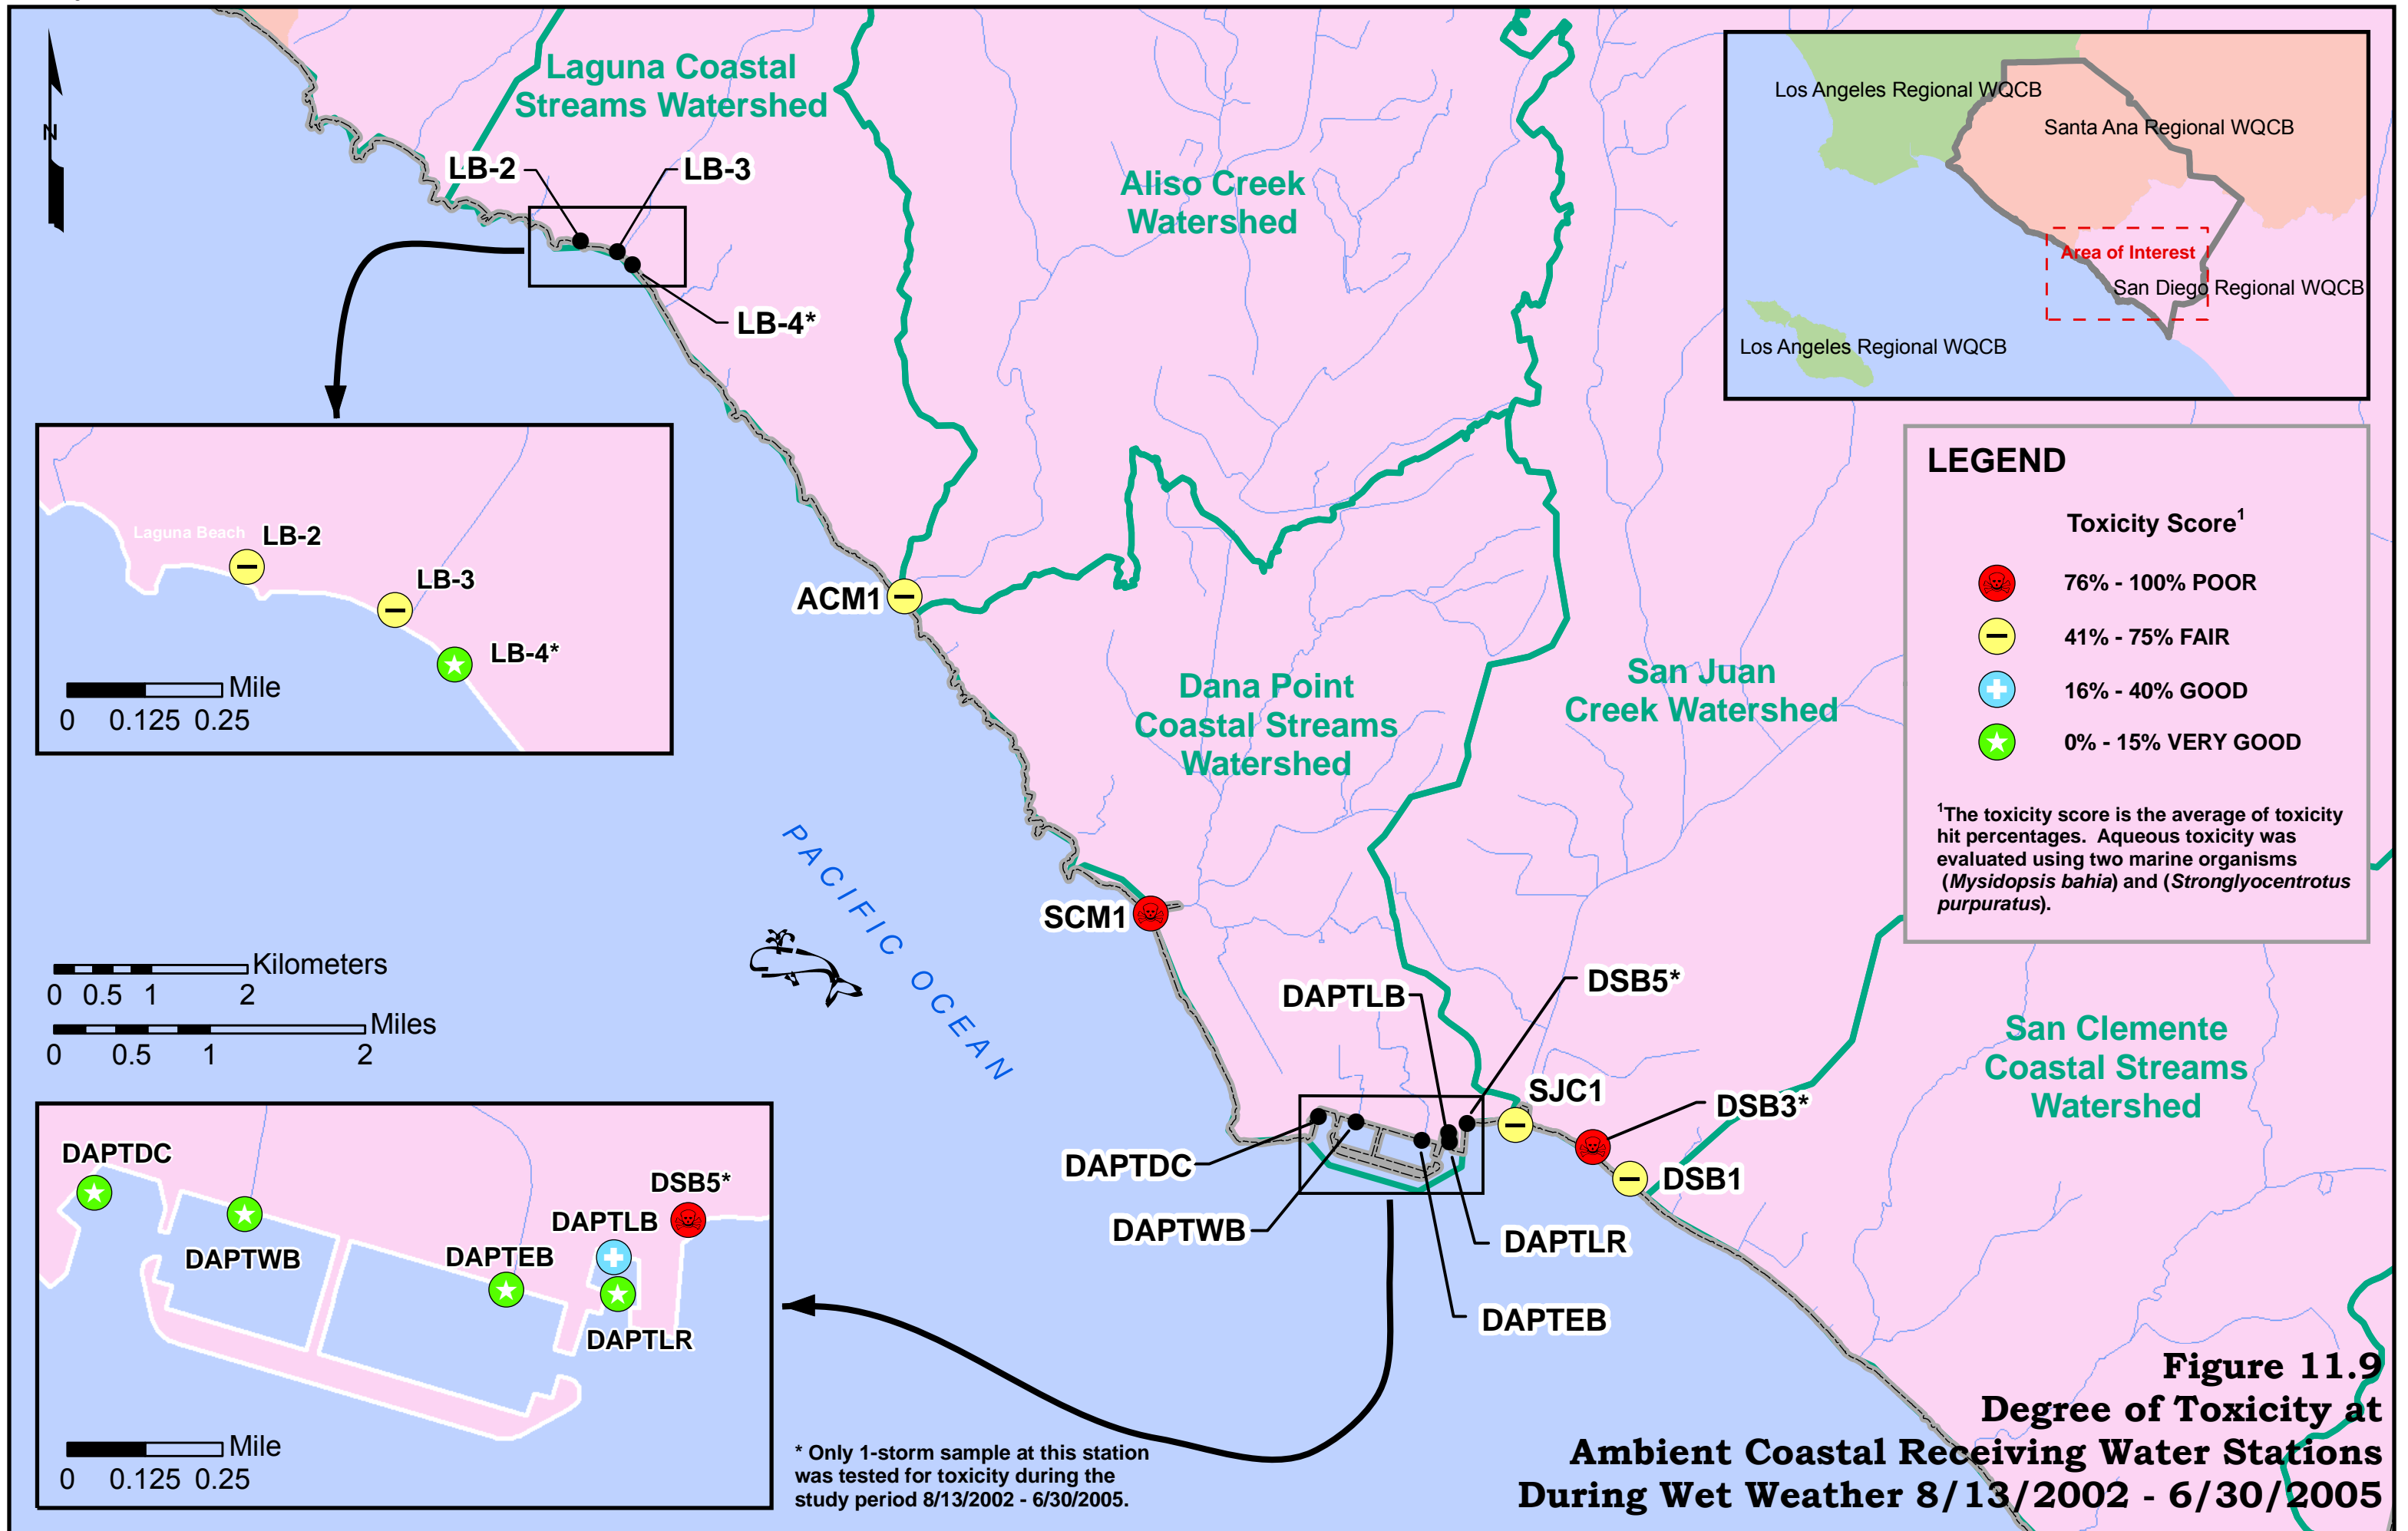 N
Laguna Coastal
Streams Watershed
LB-2
LB-3
LB-4*
Aliso Creek
Watershed
Los Angeles Regional WQCB
Santa Ana Regional WQCB
Area of Interest
San Diego Regional WQCB
Los Angeles Regional WQCB
Laguna Beach
LB-2
LB-3
LB-4*
Mile
0 0.125 0.25
LEGEND
Toxicity Score1
76% - 100% POOR
41% - 75% FAIR
16% - 40% GOOD
0% - 15% VERY GOOD
1The toxicity score is the average of toxicity
hit percentages. Aqueous toxicity was
evaluated using two marine organisms
(Mysidopsis bahia) and (Stronglyocentrotus
purpuratus).
ACM1
Dana Point
Coastal Streams
Watershed
San Juan
Creek Watershed
PACIFIC OCEAN
SCM1
Kilometers
0 0.5 1 2
Miles
0 0.5 1 2
DAPTLB
DSB5*
SJC1
DSB3*
DSB1
San Clemente
Coastal Streams
Watershed
DAPTDC
DAPTWB
DAPTLR
DAPTEB
DAPTDC
DAPTWB
DAPTEB
DAPTLB
DSB5*
DAPTLR
Mile
0 0.125 0.25
* Only 1-storm sample at this station
was tested for toxicity during the
study period 8/13/2002 - 6/30/2005.
Figure 11.9
Degree of Toxicity at
Ambient Coastal Receiving Water Stations
During Wet Weather 8/13/2002 - 6/30/2005